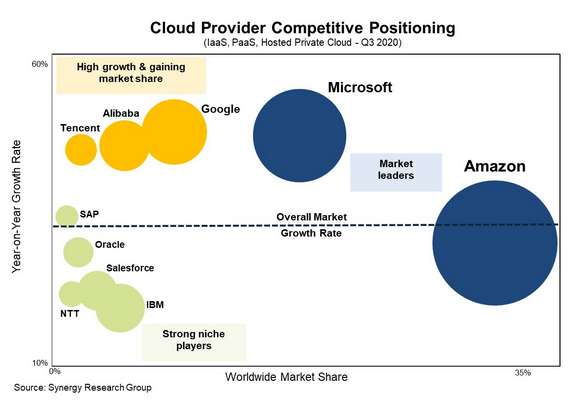 Cloud Provider Competitive Positioning
(IaaS, PaaS, Hosted Private Cloud - Q3 2020)
60%
High growth & gaining
market share
Microsoft
Google
Alibaba
Tencent
Market
leaders
Amazon
SAP
Overall Market
Growth Rate
Oracle
Salesforce
IBM
NTT
Strong niche
players
Year-on-Year Growth Rate
10%
0%
35%
Worldwide Market Share
Source: Synergy Research Group